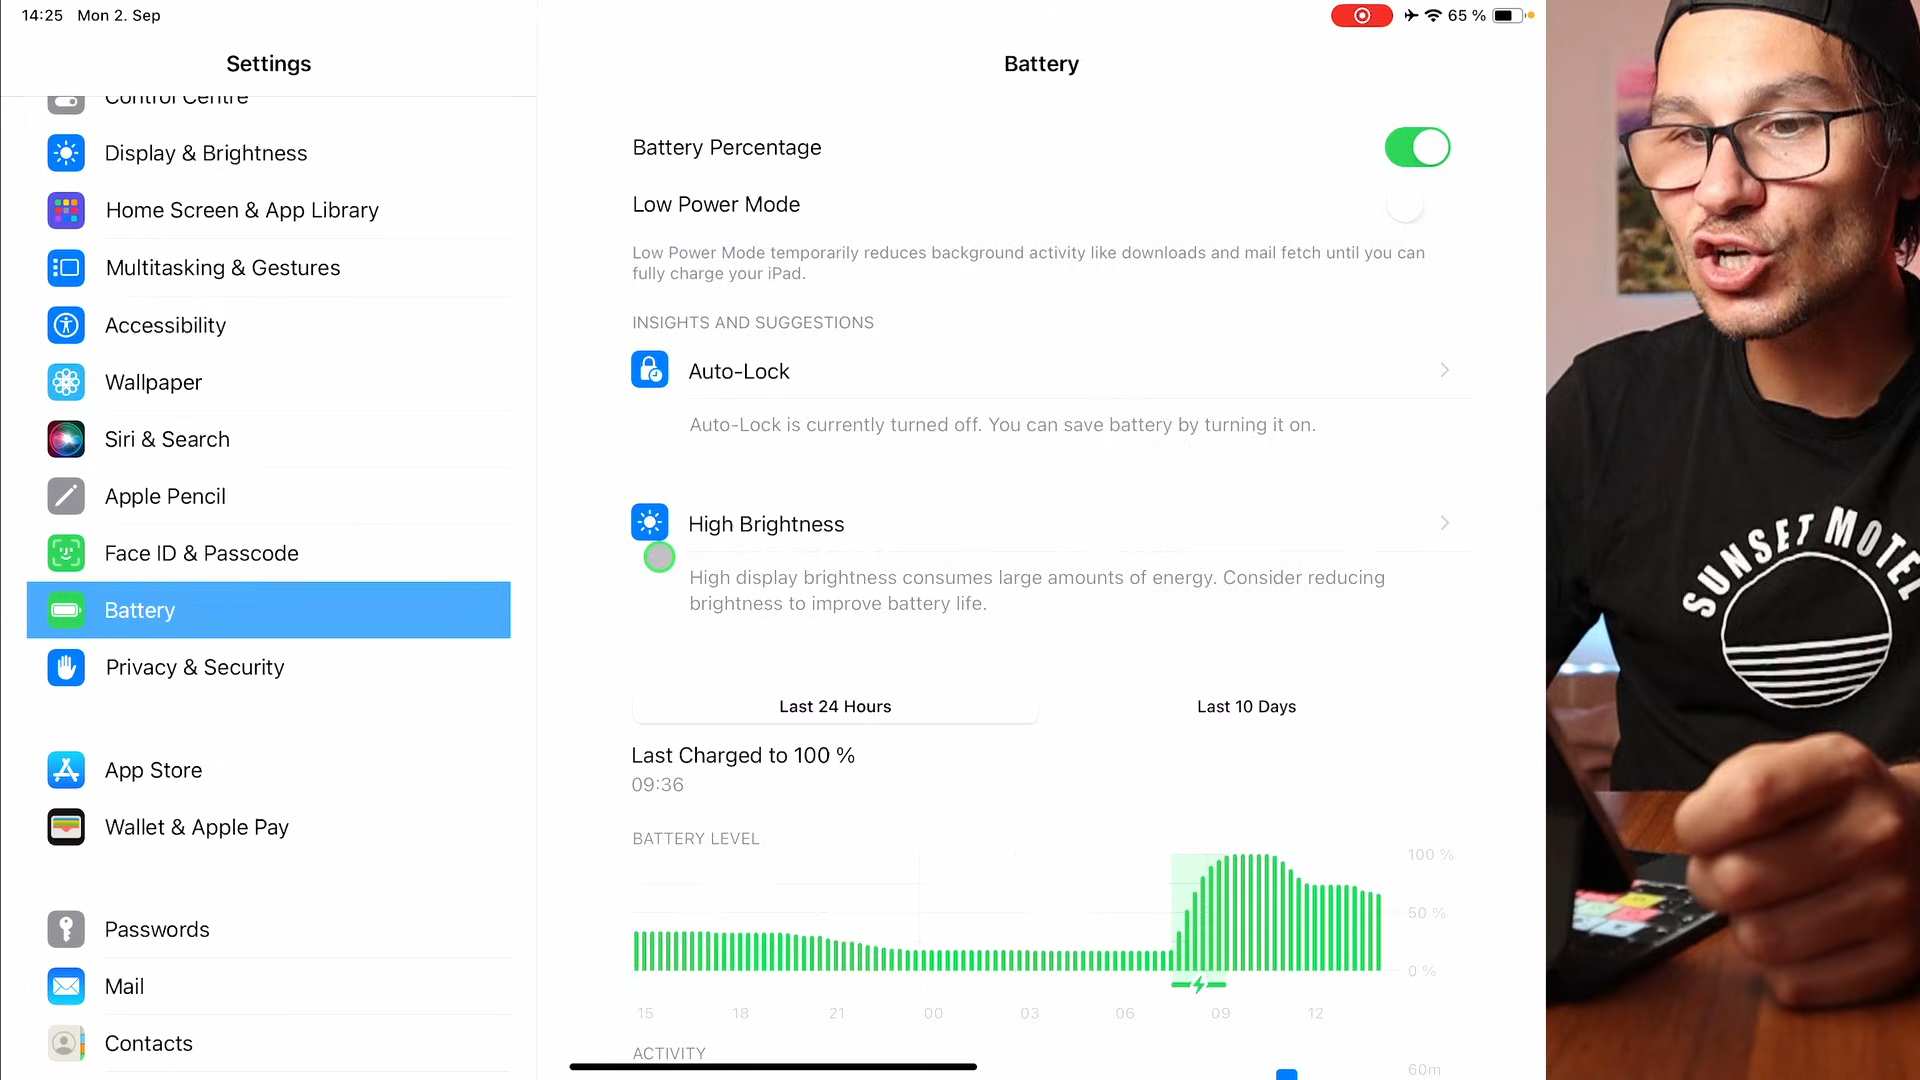 14:25 Mon 2. Sep
65 %
Settings
Control Centre
Display & Brightness
Home Screen & App Library
Multitasking & Gestures
Accessibility
Wallpaper
Siri & Search
Apple Pencil
Face ID & Passcode
Battery
Privacy & Security
App Store
Wallet & Apple Pay
Passwords
Mail
Contacts
Battery
Battery Percentage
Low Power Mode
Low Power Mode temporarily reduces background activity like downloads and mail fetch until you can
fully charge your iPad.
INSIGHTS AND SUGGESTIONS
Auto-Lock
Auto-Lock is currently turned off. You can save battery by turning it on.
High Brightness
High display brightness consumes large amounts of energy. Consider reducing
brightness to improve battery life.
Last 24 Hours Last 10 Days
Last Charged to 100 %
09:36
BATTERY LEVEL
100 %
50 %
0 %
15 18 21 00 03 06 09 12
ACTIVITY
60m
SUNSET MOTEL